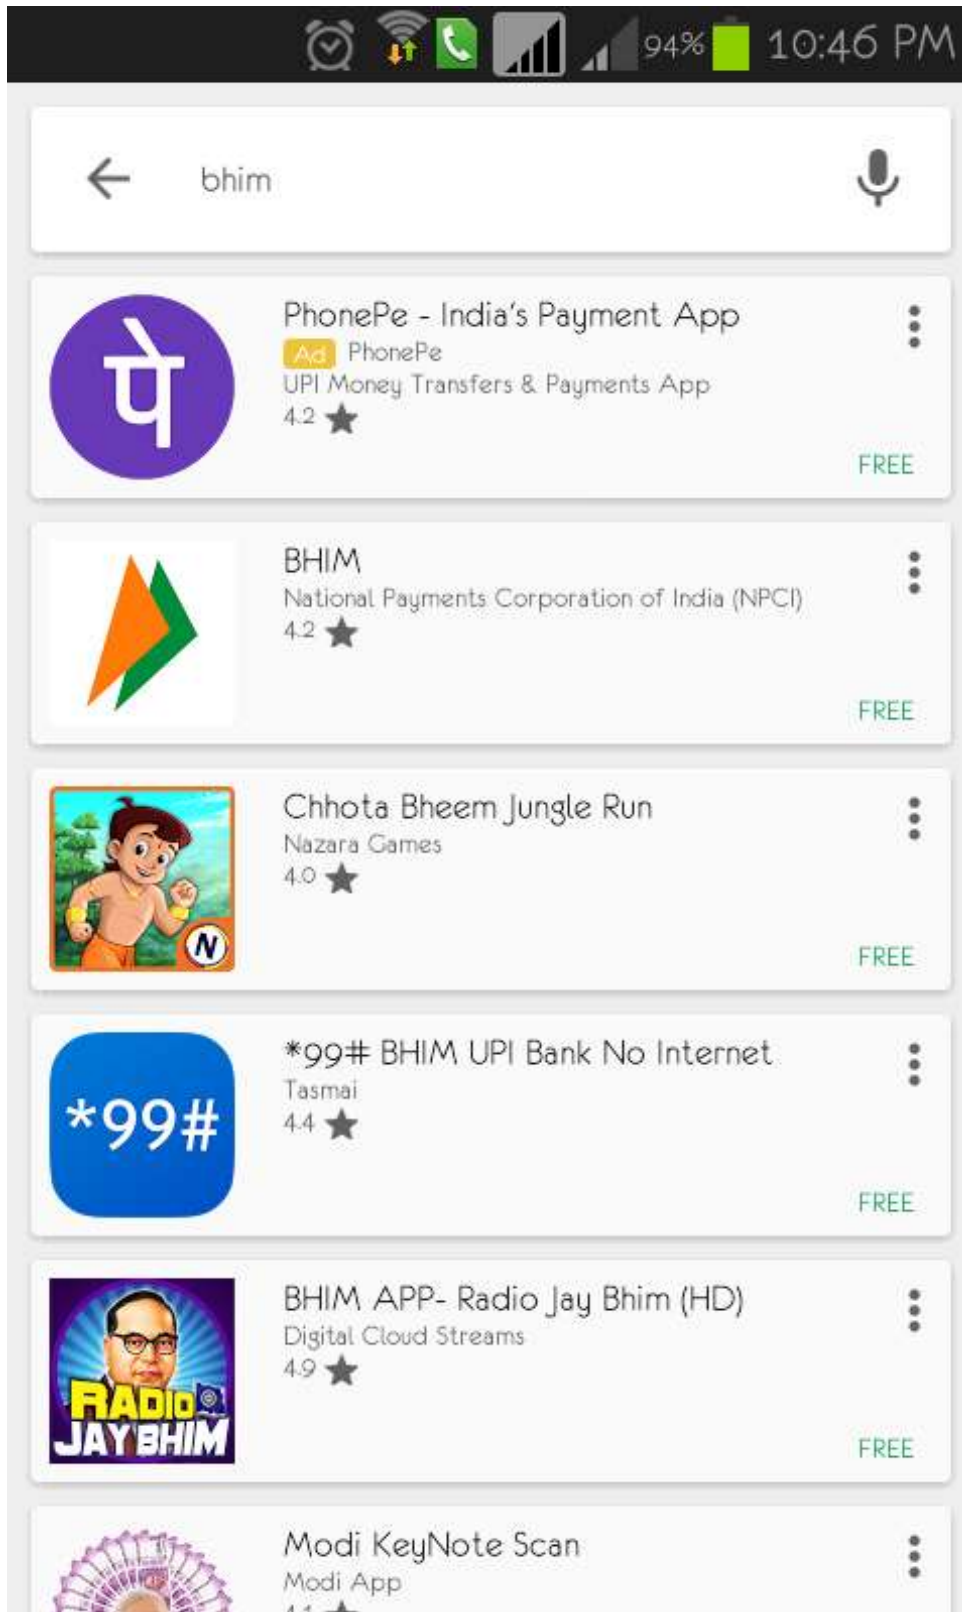 94% 10:46 PM
bhim
पे
PhonePe - India's Payment App
Ad PhonePe
UPI Money Transfers & Payments App
4.2
FREE
BHIM
National Payments Corporation of India (NPCI)
4.2
FREE
N
Chhota Bheem Jungle Run
Nazara Games
4.0
FREE
*99#
*99# BHIM UPI Bank No Internet
Tasmai
4.4
FREE
RADIO
JAY BHIM
BHIM APP- Radio Jay Bhim (HD)
Digital Cloud Streams
4.9
FREE
Modi KeyNote Scan
Modi App